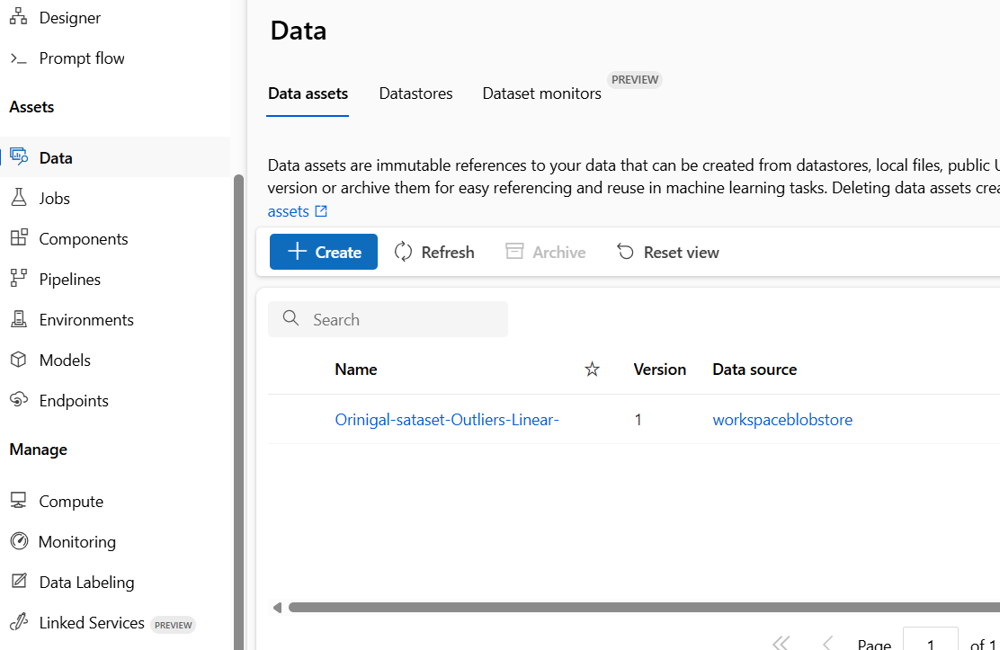 Designer
Prompt flow
Assets
Data
Jobs
Components
Pipelines
Environments
Models
Endpoints
Manage
Compute
Monitoring
Data Labeling
Linked Services PREVIEW
Data
Data assets Datastores Dataset monitors PREVIEW
Data assets are immutable references to your data that can be created from datastores, local files, public
version or archive them for easy referencing and reuse in machine learning tasks. Deleting data assets
assets
Create Refresh Archive Reset view
Search
Name Version Data source
Orinigal-sataset-Outliers-Linear- 1 workspaceblobstore
Page 1 of 1